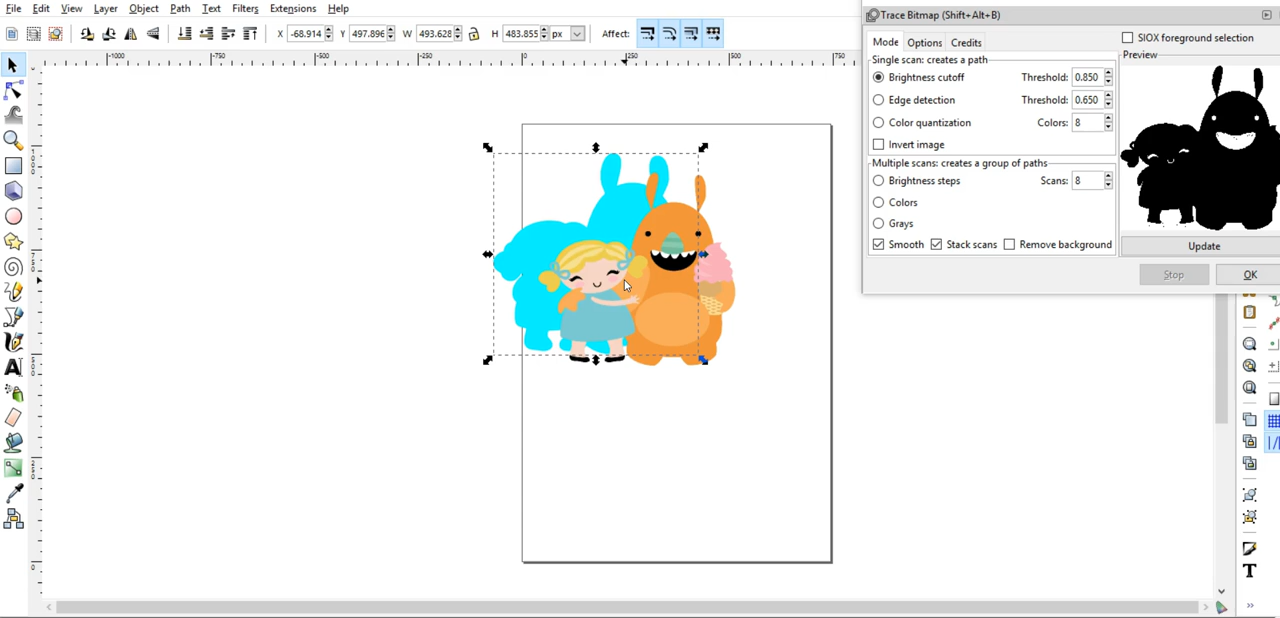 File Edit View Layer Object Path Text Filters Extensions Help
X -68.914 Y 497.896 W 493.628 H 483.855 px Affect:
Trace Bitmap (Shift+Alt+B)
Mode Options Credits
SIOX foreground selection
Preview
Single scan: creates a path
Brightness cutoff Threshold: 0.850
Edge detection Threshold: 0.650
Color quantization Colors: 8
Invert image
Multiple scans: creates a group of paths
Brightness steps Scans: 8
Colors
Grays
Smooth Stack scans Remove background
Update
Stop OK